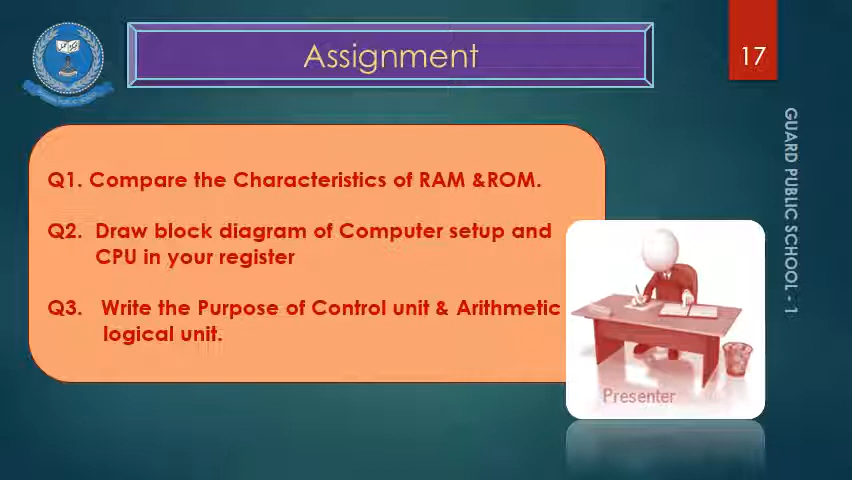 Assignment
17
Q1. Compare the Characteristics of RAM &ROM.
Q2. Draw block diagram of Computer setup and
CPU in your register
Q3. Write the Purpose of Control unit & Arithmetic
logical unit.
Presenter
GUARD PUBLIC SCHOOL - 1